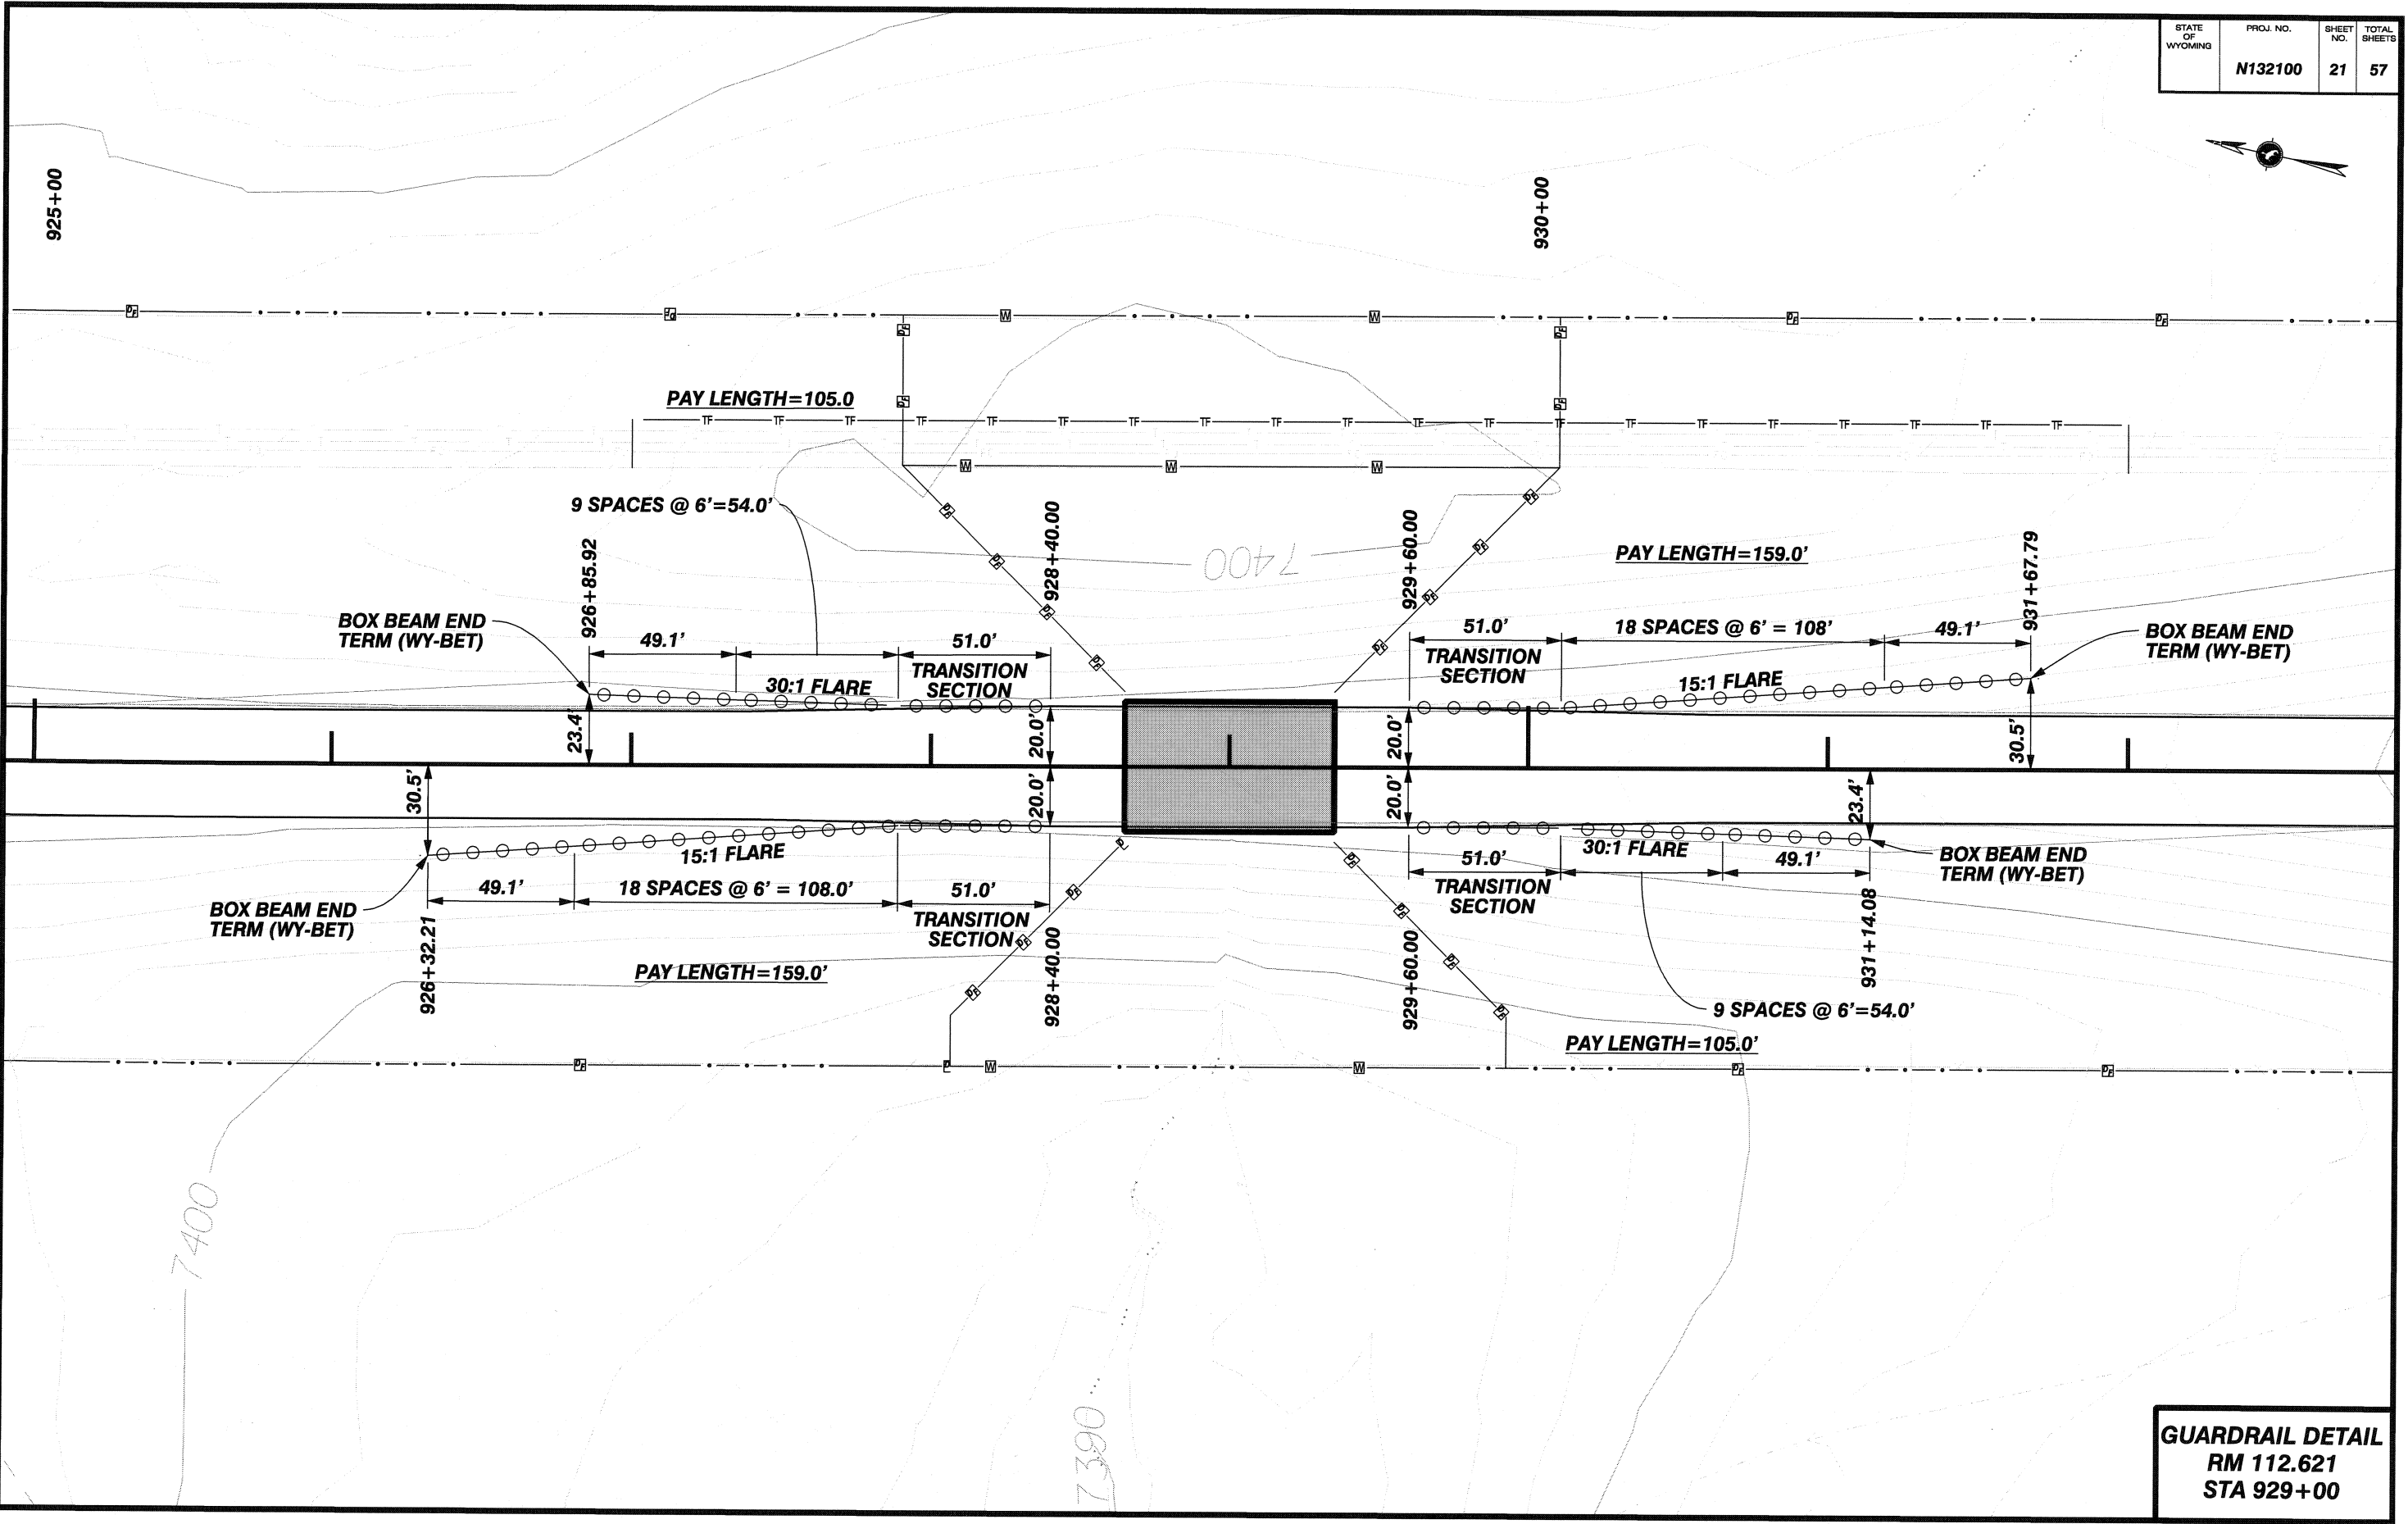 STATE OF WYOMING
PROJ. NO.
SHEET NO.
TOTAL SHEETS
N132100
21
57
925+00
930+00
PAY LENGTH=105.0
9 SPACES @ 6'=54.0'
926+85.92
928+40.00
929+60.00
931+67.79
7400
PAY LENGTH=159.0'
BOX BEAM END
TERM (WY-BET)
49.1'
51.0'
TRANSITION
SECTION
30:1 FLARE
51.0'
TRANSITION
SECTION
18 SPACES @ 6' = 108'
49.1'
15:1 FLARE
BOX BEAM END
TERM (WY-BET)
23.4'
20.0'
20.0'
30.5'
30.5'
20.0'
20.0'
23.4'
15:1 FLARE
49.1'
18 SPACES @ 6' = 108.0'
51.0'
TRANSITION
SECTION
BOX BEAM END
TERM (WY-BET)
926+32.21
928+40.00
PAY LENGTH=159.0'
51.0'
TRANSITION
SECTION
30:1 FLARE
49.1'
BOX BEAM END
TERM (WY-BET)
929+60.00
931+14.08
9 SPACES @ 6'=54.0'
PAY LENGTH=105.0'
7400
7390
GUARDRAIL DETAIL
RM 112.621
STA 929+00